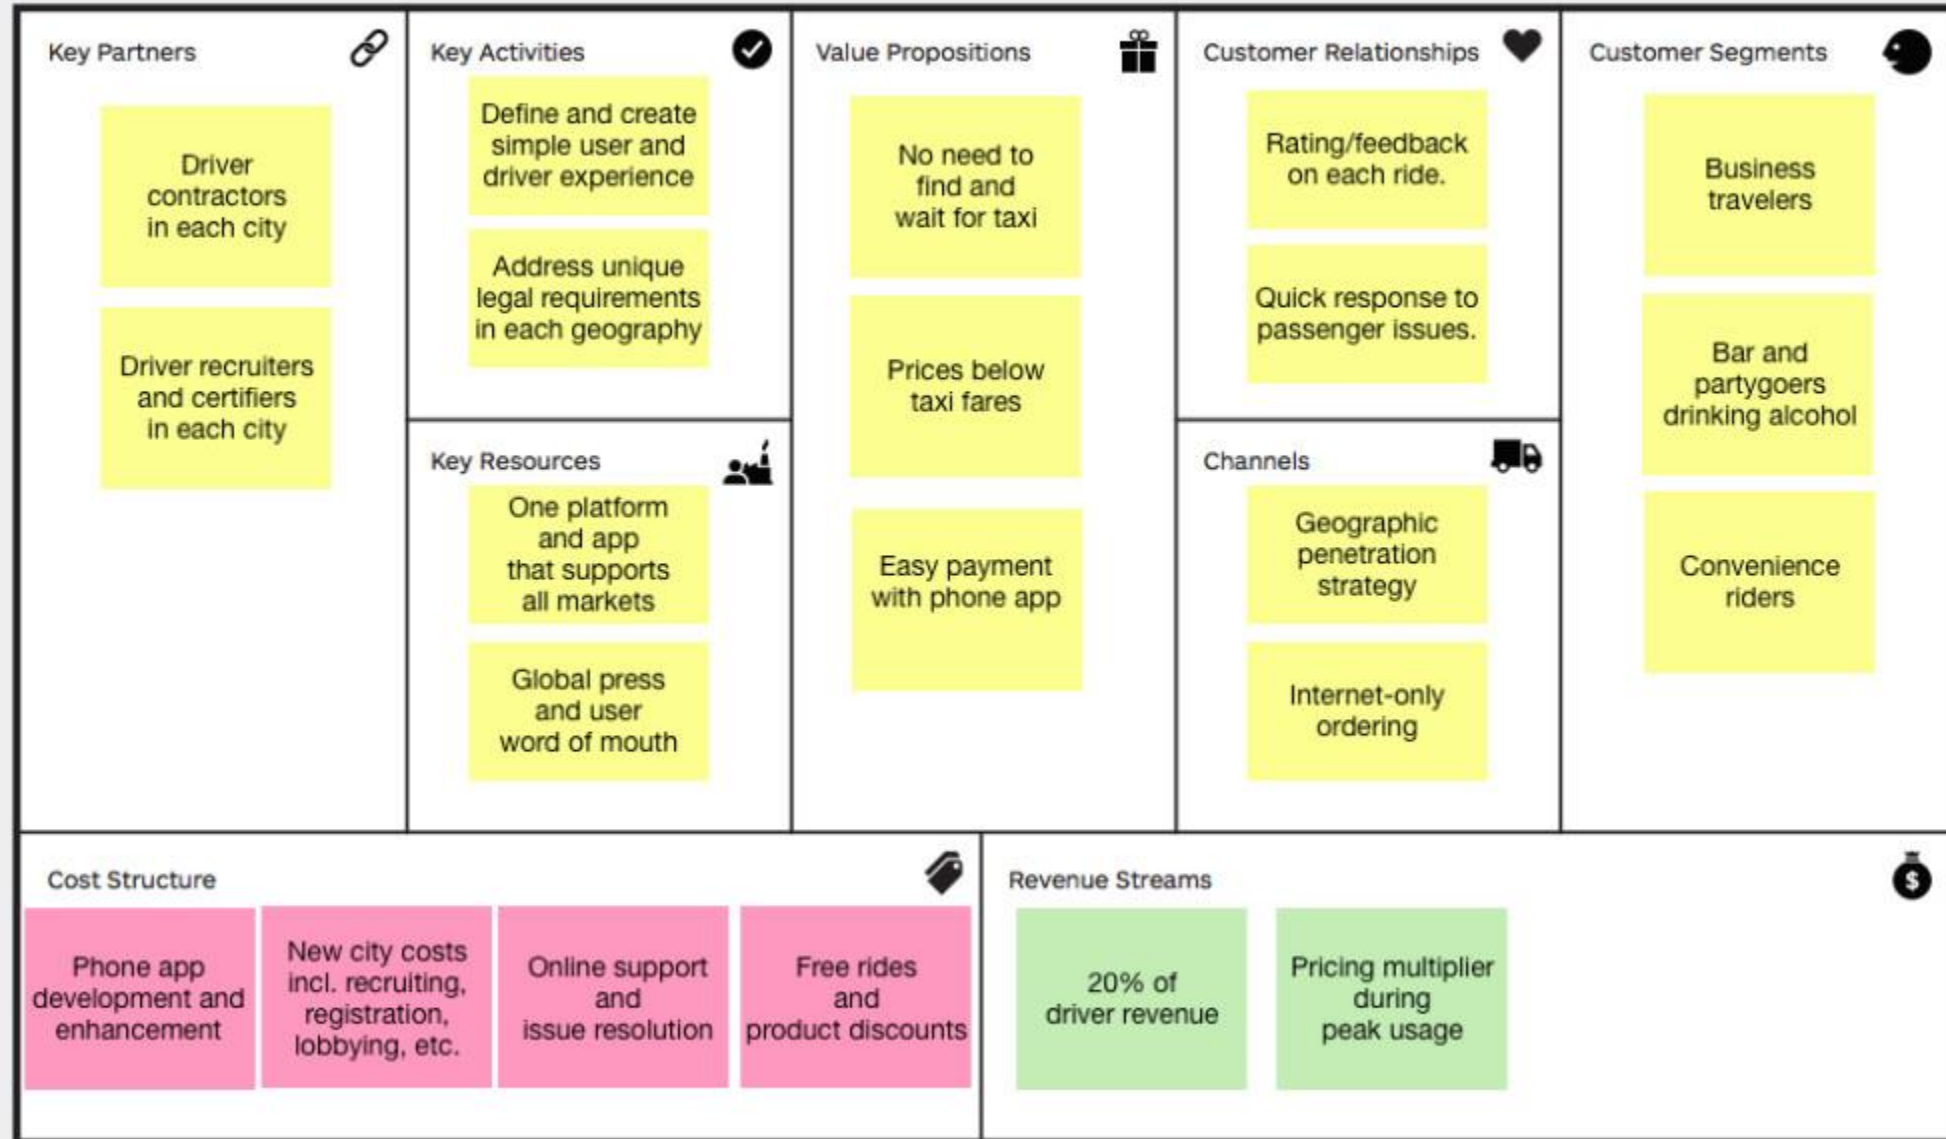 Key Partners
Driver
contractors
in each city
Driver recruiters
and certifiers
in each city
Key Activities
Define and create
simple user and
driver experience
Address unique
legal requirements
in each geography
Key Resources
One platform
and app
that supports
all markets
Global press
and user
word of mouth
Value Propositions
No need to
find and
wait for taxi
Prices below
taxi fares
Easy payment
with phone app
Customer Relationships
Rating/feedback
on each ride.
Quick response to
passenger issues.
Channels
Geographic
penetration
strategy
Internet-only
ordering
Customer Segments
Business
travelers
Bar and
partygoers
drinking alcohol
Convenience
riders
Cost Structure
Phone app
development and
enhancement
New city costs
incl. recruiting,
registration,
lobbying, etc.
Online support
and
issue resolution
Free rides
and
product discounts
Revenue Streams
$
20% of
driver revenue
Pricing multiplier
during
peak usage